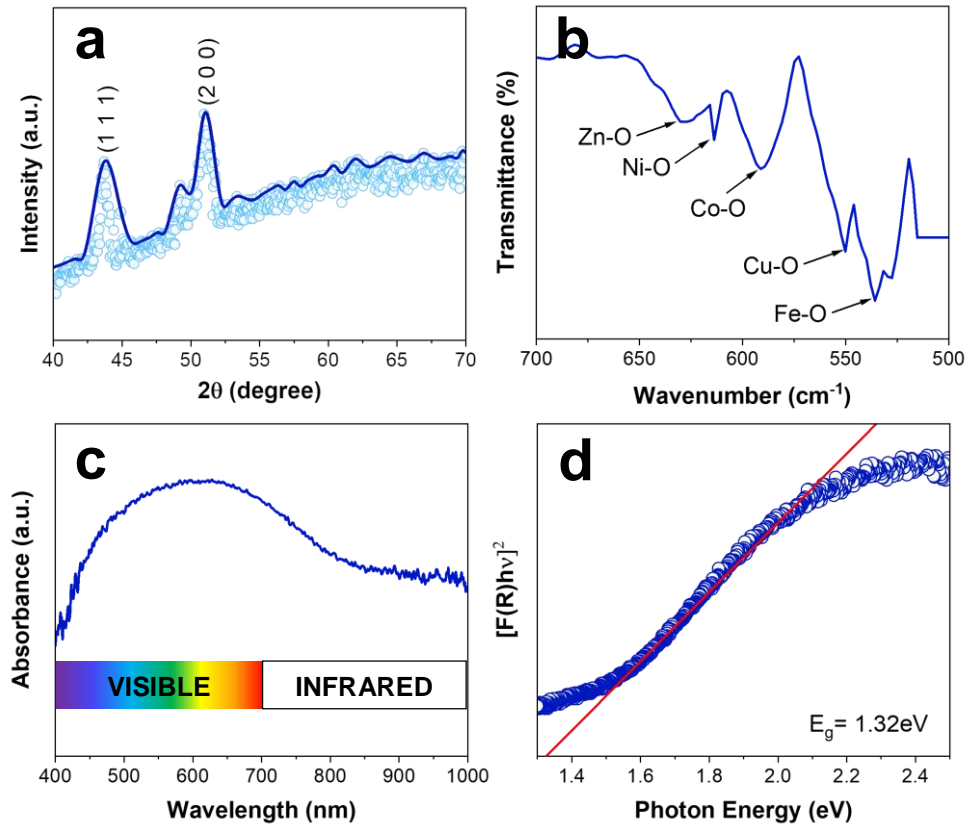 a
(1 1 1)
(2 0 0)
Intensity (a.u.)
40 45 50 55 60 65 70
2θ (degree)
b
Zn-O
Ni-O
Co-O
Cu-O
Fe-O
Transmittance (%)
700 650 600 550 500
Wavenumber (cm⁻¹)
c
Absorbance (a.u.)
VISIBLE INFRARED
400 500 600 700 800 900 1000
Wavelength (nm)
d
[F(R)hν]²
E_g= 1.32eV
1.4 1.6 1.8 2.0 2.2 2.4
Photon Energy (eV)